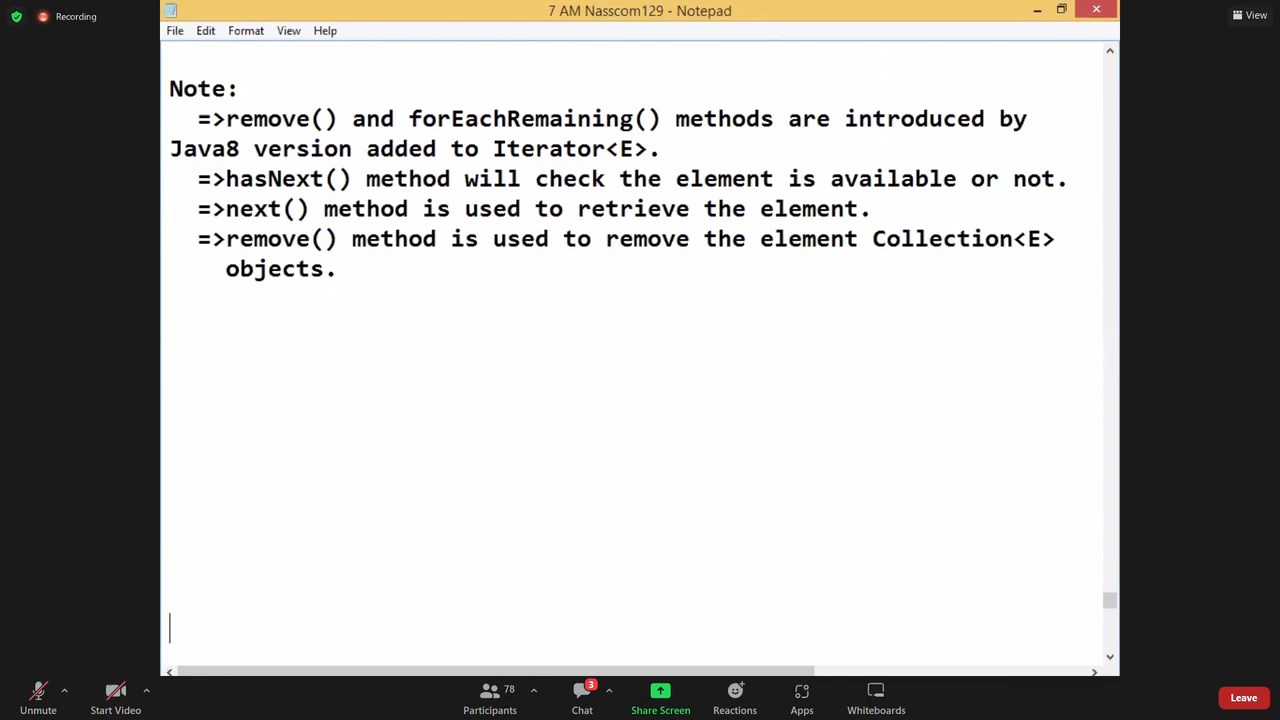 Recording
7 AM Nasscom129 - Notepad
View
File Edit Format View Help
Note:
=>remove() and forEachRemaining() methods are introduced by
Java8 version added to Iterator<E>.
=>hasNext() method will check the element is available or not.
=>next() method is used to retrieve the element.
=>remove() method is used to remove the element Collection<E>
objects.
78
3
Unmute Start Video Participants Chat Share Screen Reactions Apps Whiteboards Leave